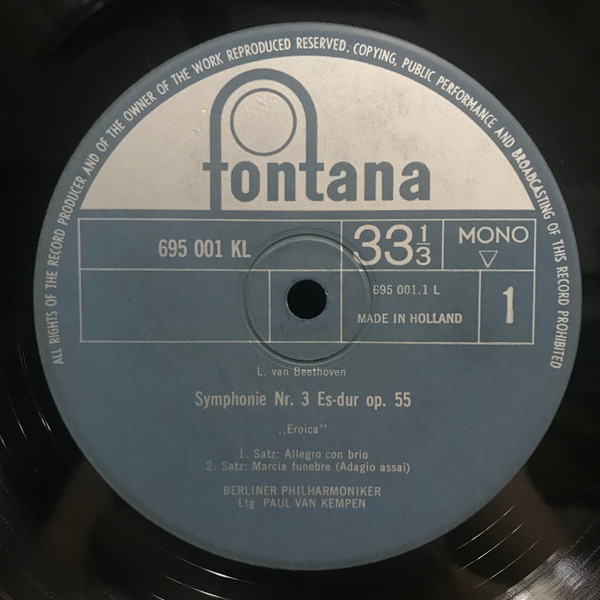 ALL RIGHTS OF THE RECORD PRODUCER AND OF THE OWNER OF THE WORK REPRODUCED RESERVED. COPYING, PUBLIC PERFORMANCE AND BROADCASTING OF THIS RECORD PROHIBITED
fontana
695 001 KL
33 1/3
MONO
▽
695 001.1 L
MADE IN HOLLAND
1
L. van Beethoven
Symphonie Nr. 3 Es-dur op. 55
,,Eroica''
1. Satz: Allegro con brio
2. Satz: Marcia funebre (Adagio assai)
BERLINER PHILHARMONIKER
Ltg. PAUL VAN KEMPEN